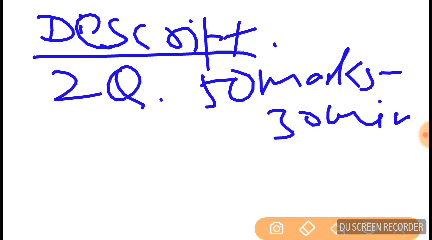 Descript.
2Q. 50marks-
30min
DU SCREEN RECORDER